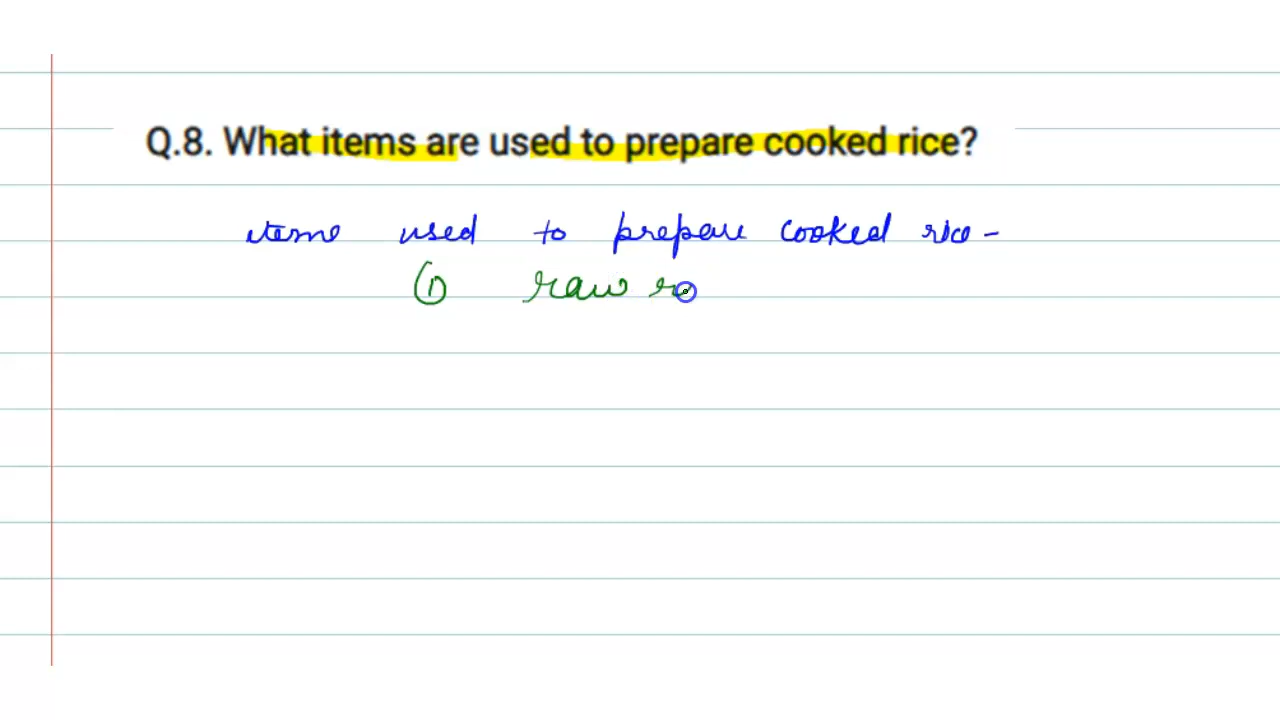 Q.8. What items are used to prepare cooked rice?
items used to prepare cooked rice -
① raw r